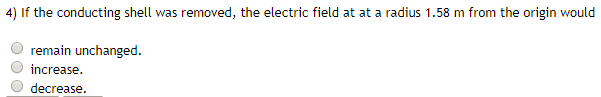 4) If the conducting shell was removed, the electric field at at a radius 1.58 m from the origin would
remain unchanged.
increase.
decrease.